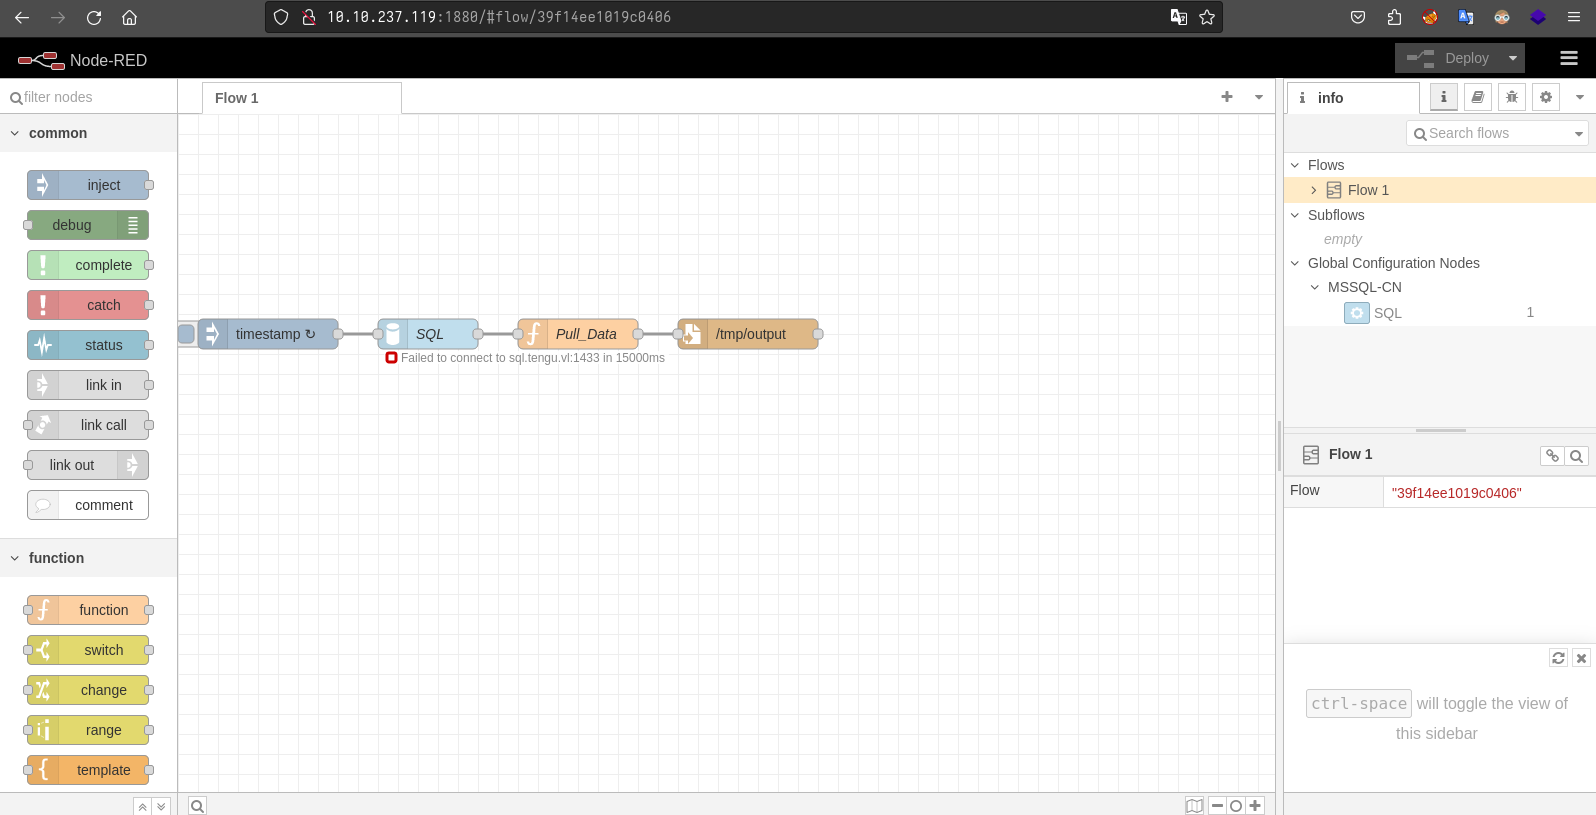 10.10.237.119:1880/#flow/39f14ee1019c0406
Node-RED
Deploy
filter nodes
Flow 1
info
Search flows
common
inject
debug
complete
catch
status
link in
link call
link out
comment
function
function
switch
change
range
template
timestamp ↻
SQL
Pull_Data
/tmp/output
Failed to connect to sql.tengu.vl:1433 in 15000ms
Flows
Flow 1
Subflows
empty
Global Configuration Nodes
MSSQL-CN
SQL 1
Flow 1
Flow "39f14ee1019c0406"
ctrl-space will toggle the view of
this sidebar